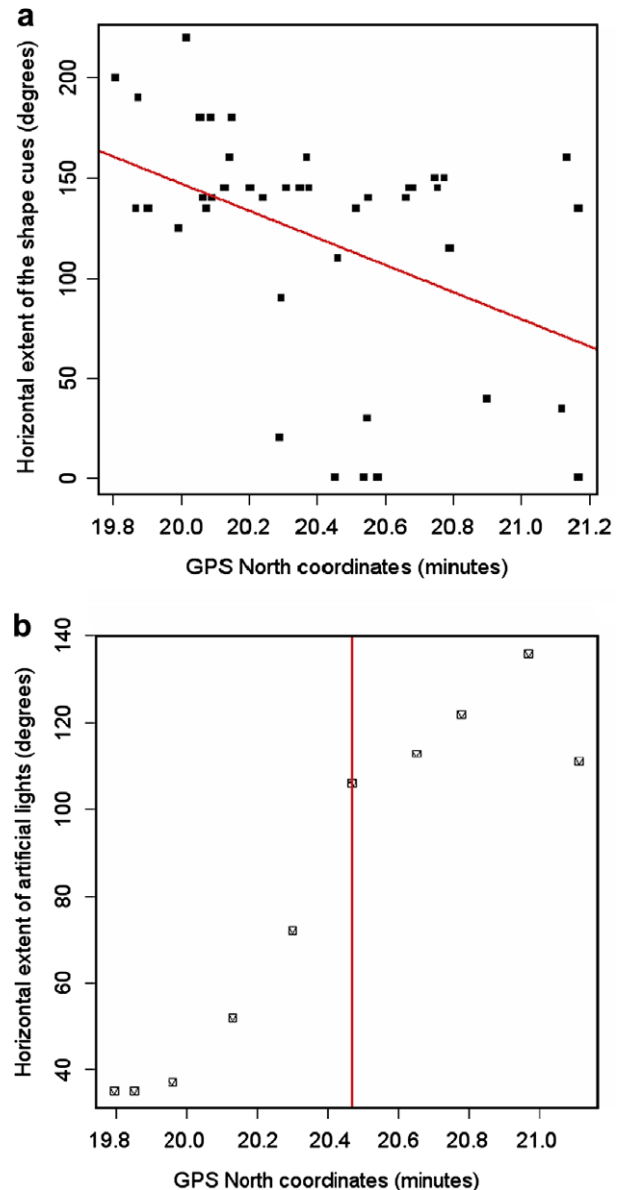 a
Horizontal extent of the shape cues (degrees)
200
150
100
50
0
19.8 20.0 20.2 20.4 20.6 20.8 21.0 21.2
GPS North coordinates (minutes)
b
Horizontal extent of artificial lights (degrees)
140
120
100
80
60
40
19.8 20.0 20.2 20.4 20.6 20.8 21.0
GPS North coordinates (minutes)